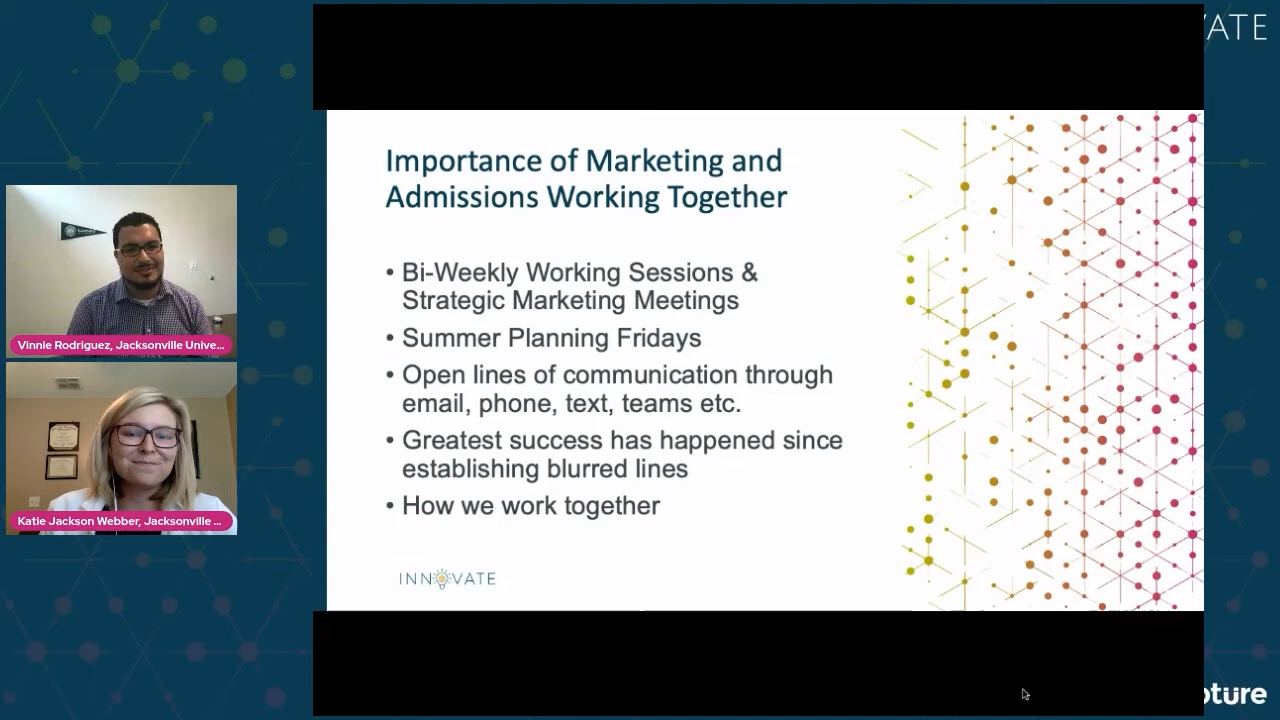 VATE
Importance of Marketing and
Admissions Working Together
• Bi-Weekly Working Sessions &
Strategic Marketing Meetings
• Summer Planning Fridays
• Open lines of communication through
email, phone, text, teams etc.
• Greatest success has happened since
establishing blurred lines
• How we work together
INNOVATE
Vinnie Rodriguez, Jacksonville Unive...
Katie Jackson Webber, Jacksonville ...
oture